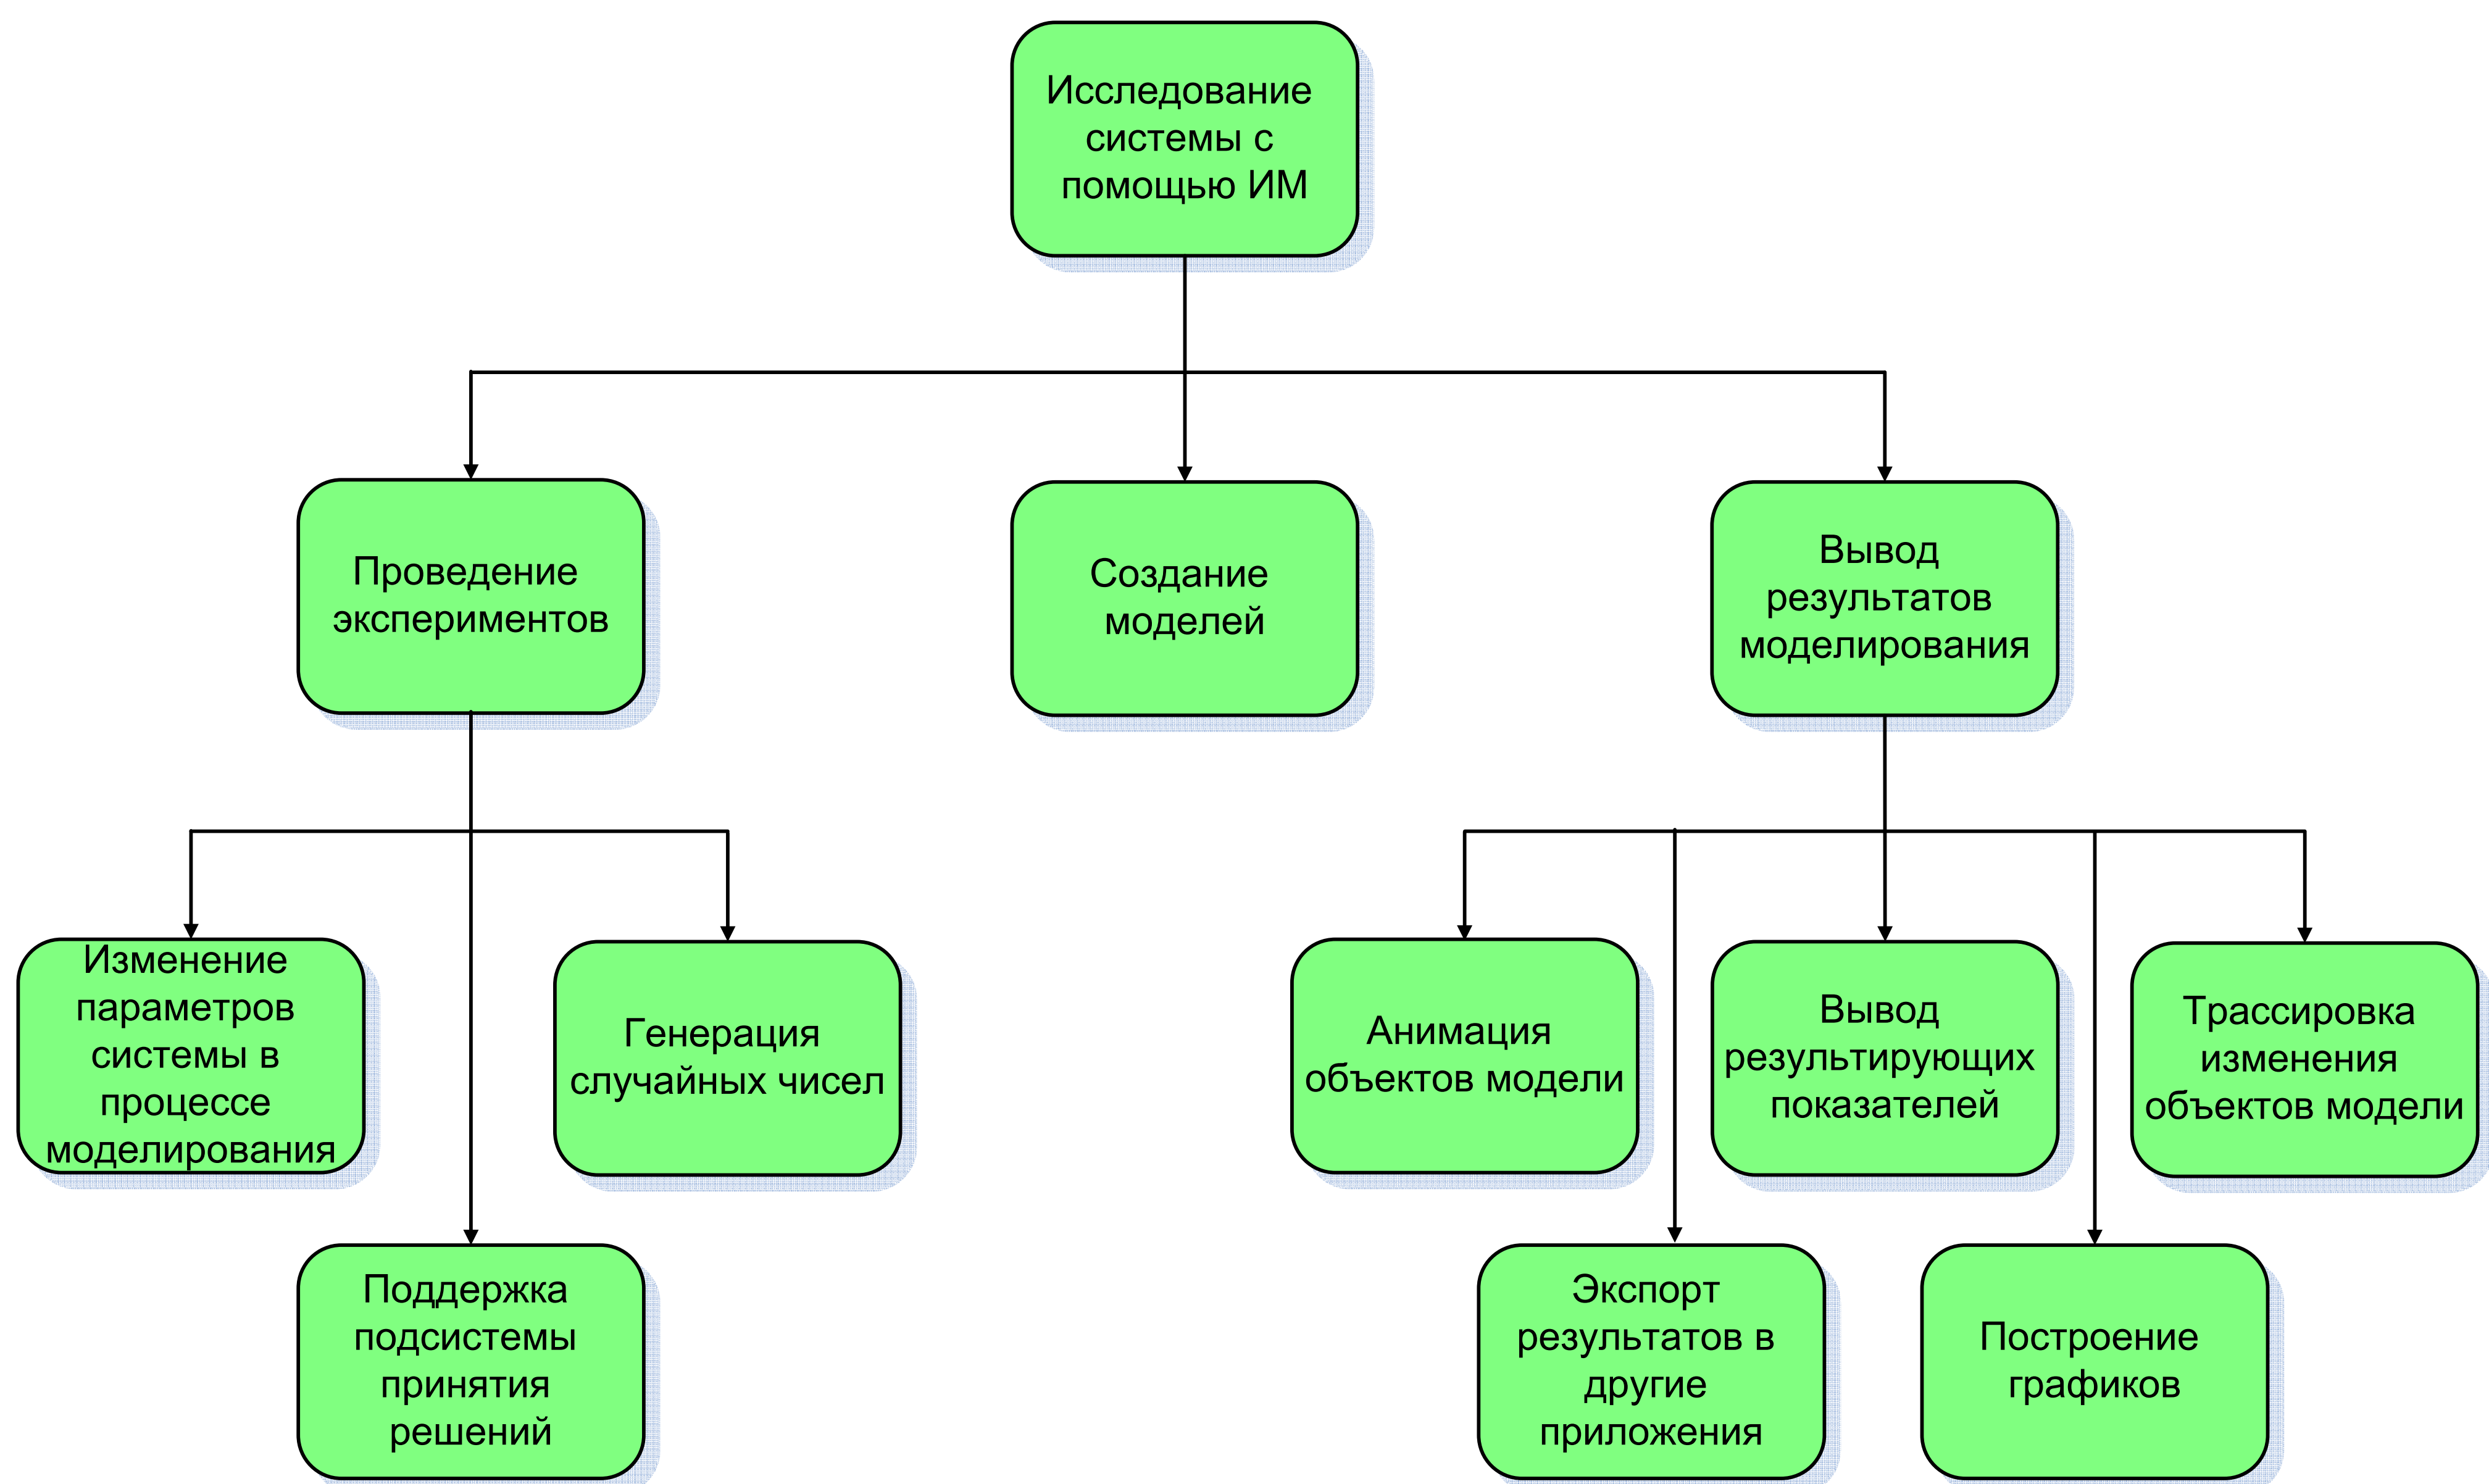 Исследование
системы с
помощью ИМ
Проведение
экспериментов
Создание
моделей
Вывод
результатов
моделирования
Изменение
параметров
системы в
процессе
моделирования
Генерация
случайных чисел
Анимация
объектов модели
Вывод
результирующих
показателей
Трассировка
изменения
объектов модели
Поддержка
подсистемы
принятия
решений
Экспорт
результатов в
другие
приложения
Построение
графиков